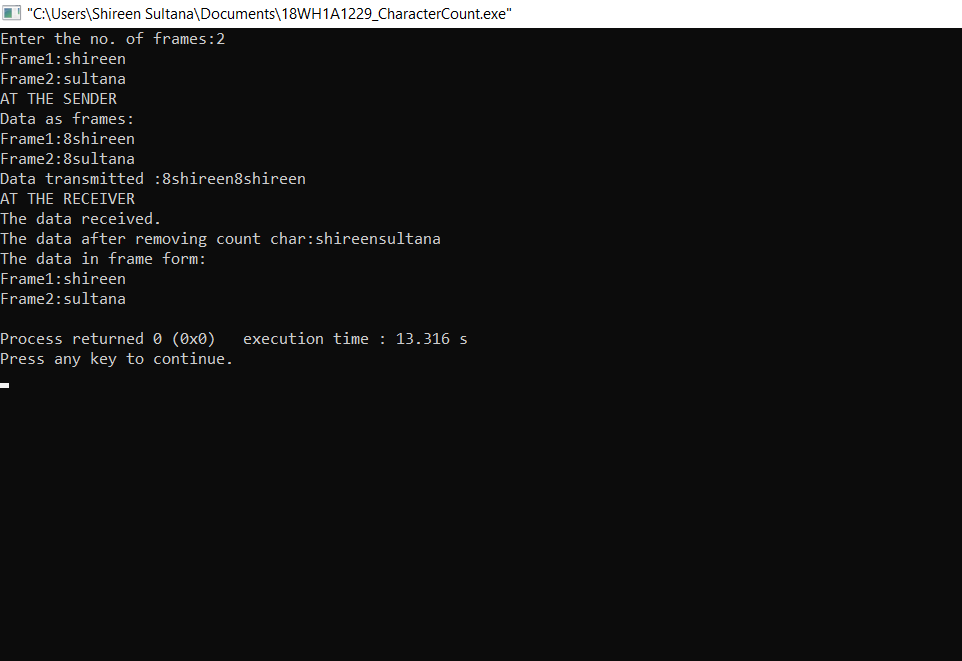 "C:\Users\Shireen Sultana\Documents\18WH1A1229_CharacterCount.exe"
Enter the no. of frames:2
Frame1:shireen
Frame2:sultana
AT THE SENDER
Data as frames:
Frame1:8shireen
Frame2:8sultana
Data transmitted :8shireen8shireen
AT THE RECEIVER
The data received.
The data after removing count char:shireensultana
The data in frame form:
Frame1:shireen
Frame2:sultana
Process returned 0 (0x0)   execution time : 13.316 s
Press any key to continue.